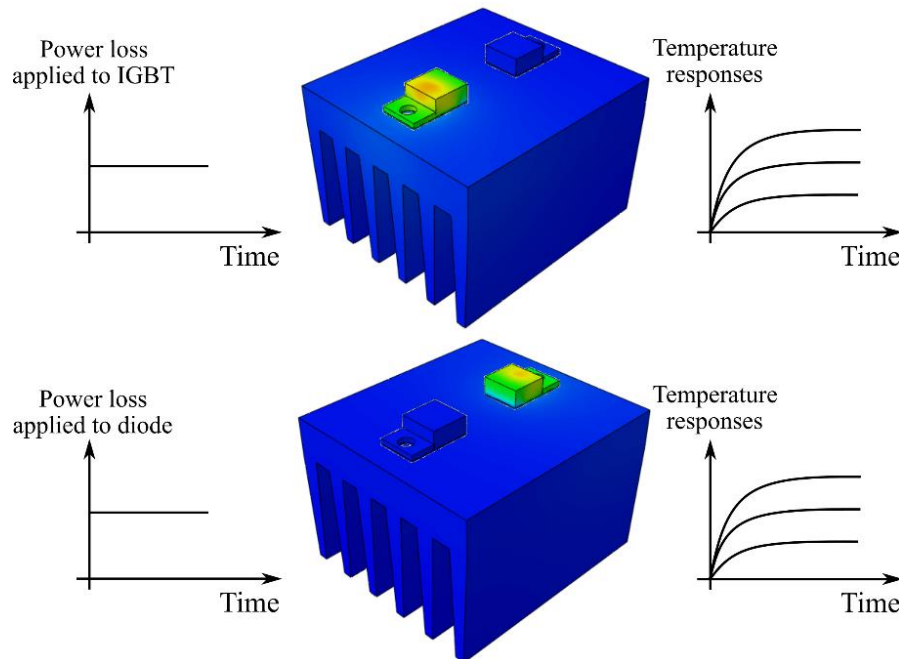 Power loss
applied to IGBT
Time
Temperature
responses
Time
Power loss
applied to diode
Time
Temperature
responses
Time